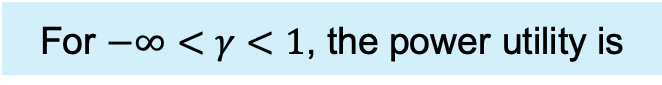 For −∞ < γ < 1, the power utility is